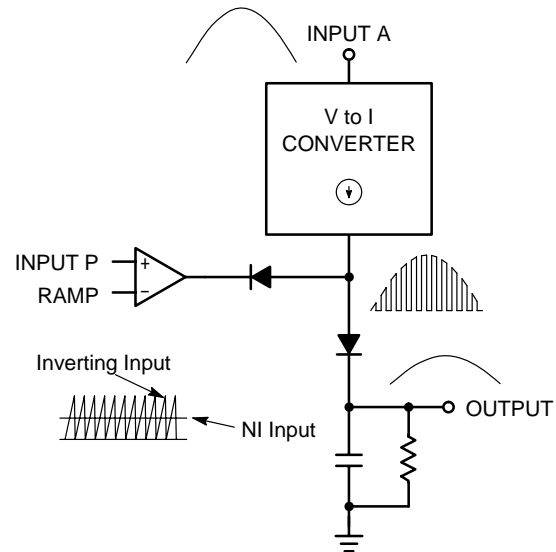 INPUT A
V to I
CONVERTER
INPUT P
+
RAMP
−
Inverting Input
NI Input
OUTPUT